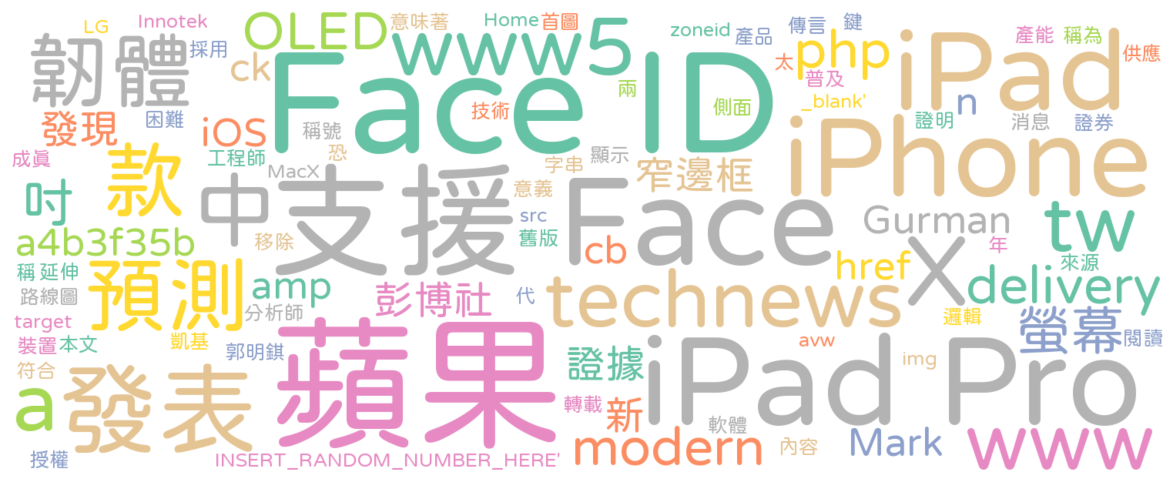 LG Innotek OLED 意味著 Home 首圖 zoneid 產品 傳言 鍵 產能 稱為
韌體 採用 ck www5 兩 太 php 普及 iPad 供應
Face ID 技術 側面 _blank' n
發現 困難 iOS 稱號 證明 消息 證券
成真 工程師 恐 MacX 字串 顯示 窄邊框 iPhone
款 中 支援 意義 Face Gurman
吋 src 舊版 X tw 年
a4b3f35b 移除 cb href 來源
稱 延伸 預測 amp delivery
路線圖 分析師 彭博社 代 technews 邏輯 螢幕
target 裝置 本文 凱基 郭明錤 avw 閱讀
符合 蘋果 證據 iPad Pro img
a 發表 轉載 新 軟體
授權 INSERT_RANDOM_NUMBER_HERE' modern 內容 Mark www